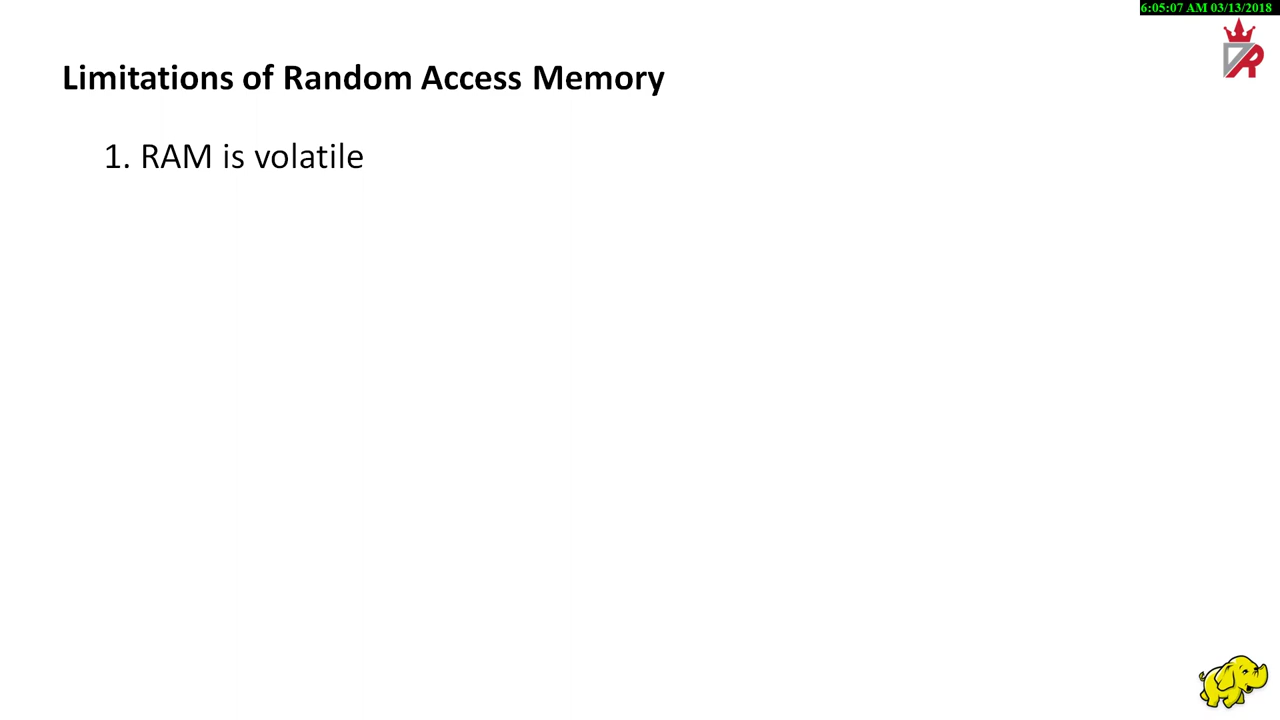 6:05:07 AM 03/13/2018
Limitations of Random Access Memory
1. RAM is volatile